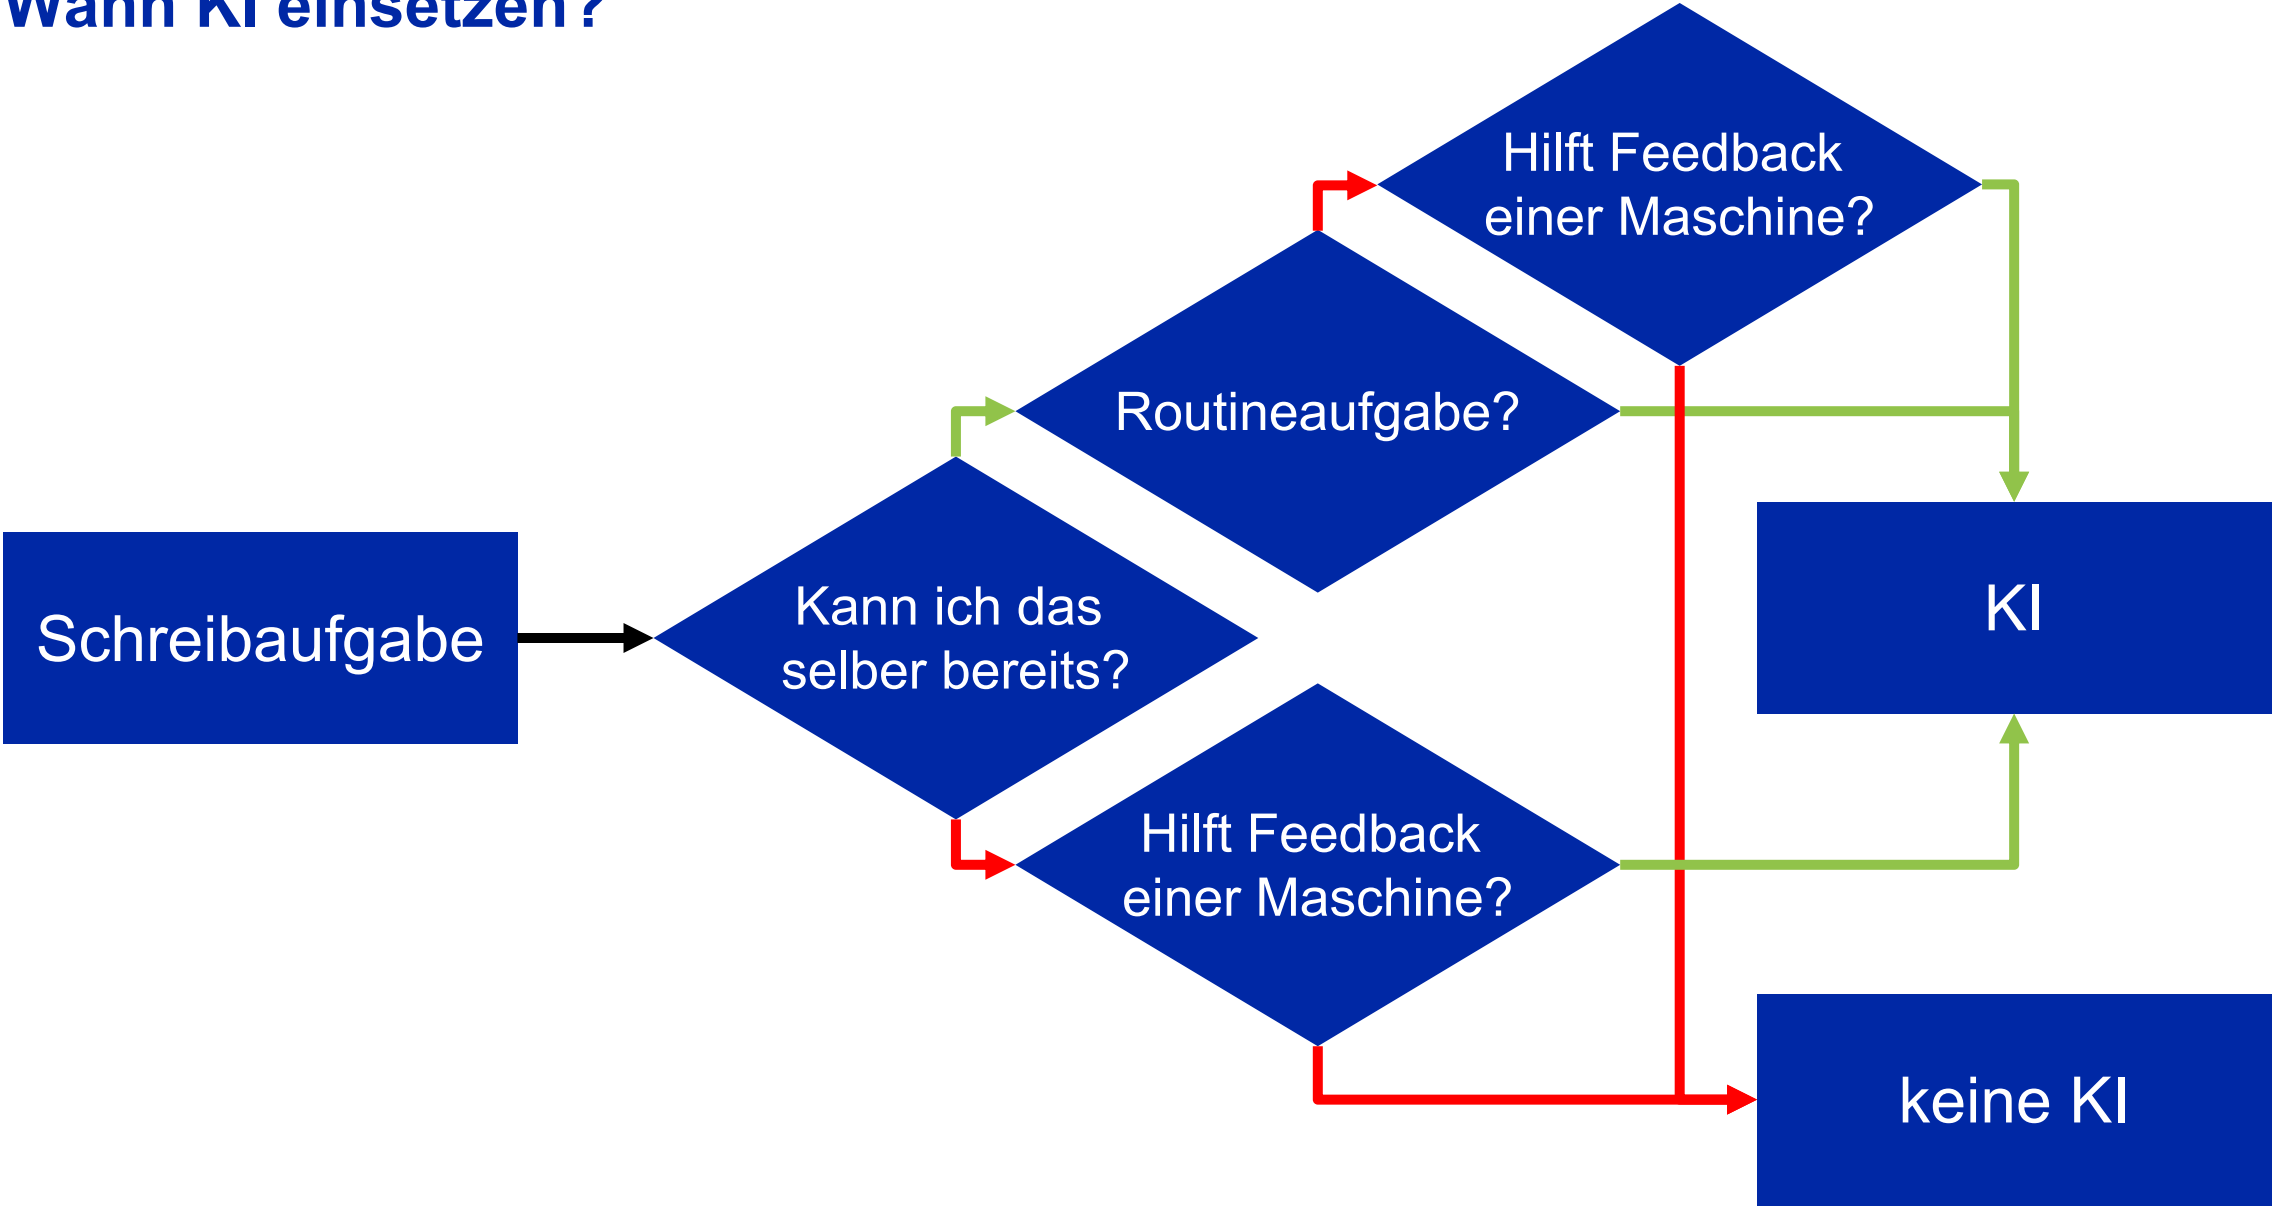 Wann KI einsetzen?
Hilft Feedback
einer Maschine?
Routineaufgabe?
Kann ich das
selber bereits?
Schreibaufgabe
KI
Hilft Feedback
einer Maschine?
keine KI